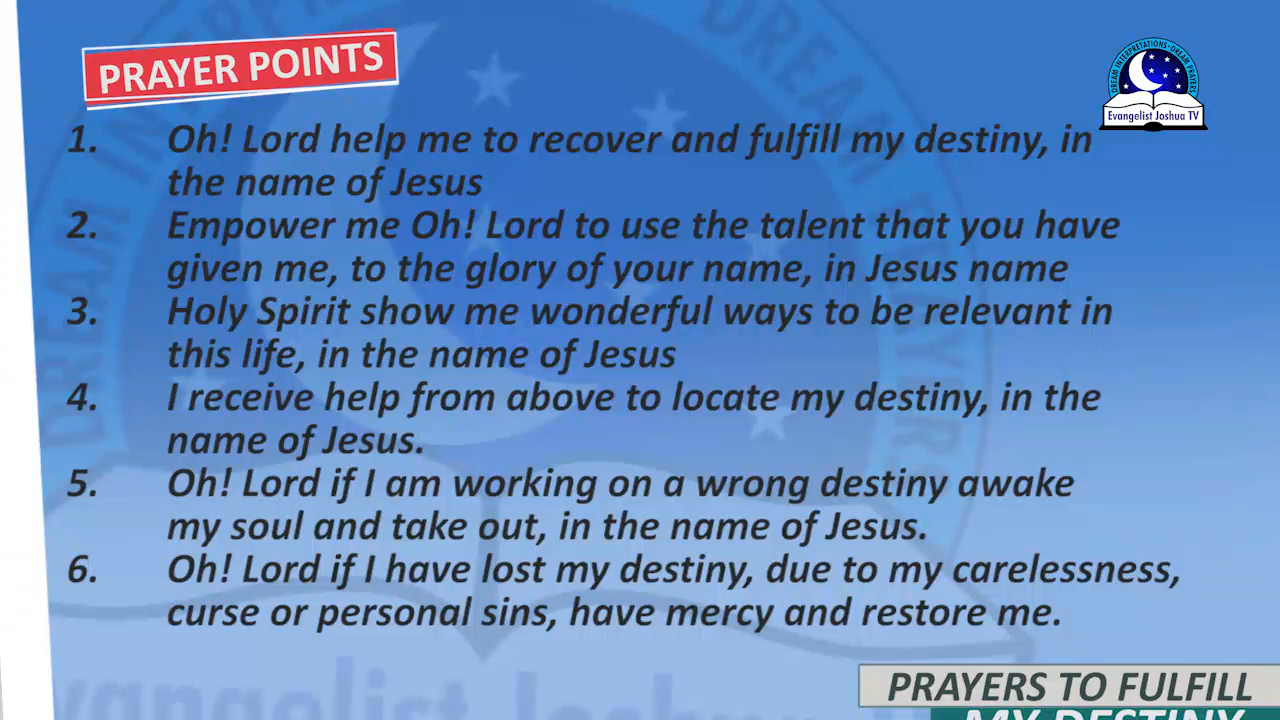 PRAYER POINTS
DREAM INTERPRETATIONS-DREAM PRAYERS
Evangelist Joshua TV
1. Oh! Lord help me to recover and fulfill my destiny, in
the name of Jesus
2. Empower me Oh! Lord to use the talent that you have
given me, to the glory of your name, in Jesus name
3. Holy Spirit show me wonderful ways to be relevant in
this life, in the name of Jesus
4. I receive help from above to locate my destiny, in the
name of Jesus.
5. Oh! Lord if I am working on a wrong destiny awake
my soul and take out, in the name of Jesus.
6. Oh! Lord if I have lost my destiny, due to my carelessness,
curse or personal sins, have mercy and restore me.
PRAYERS TO FULFILL
MY DESTINY